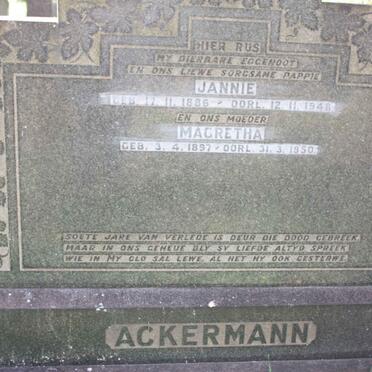 HIER RUS
MY DIERBARE EGGENOOT
EN ONS LIEWE SORGSAME PAPPIE
JANNIE
GEB. 17. 11. 1886 - OORL. 12. 11. 1948
EN ONS MOEDER
MAGRETHA
GEB. 3. 4. 1897 - OORL. 31. 3. 1950
SOETE JARE VAN VERLEDE IS DEUR DIE DOOD GEBREEK
MAAR IN ONS GEHEUE BLY SY LIEFDE ALTYD SPREEK
WIE IN MY GLO SAL LEWE, AL HET HY OOK GESTERWE
ACKERMANN